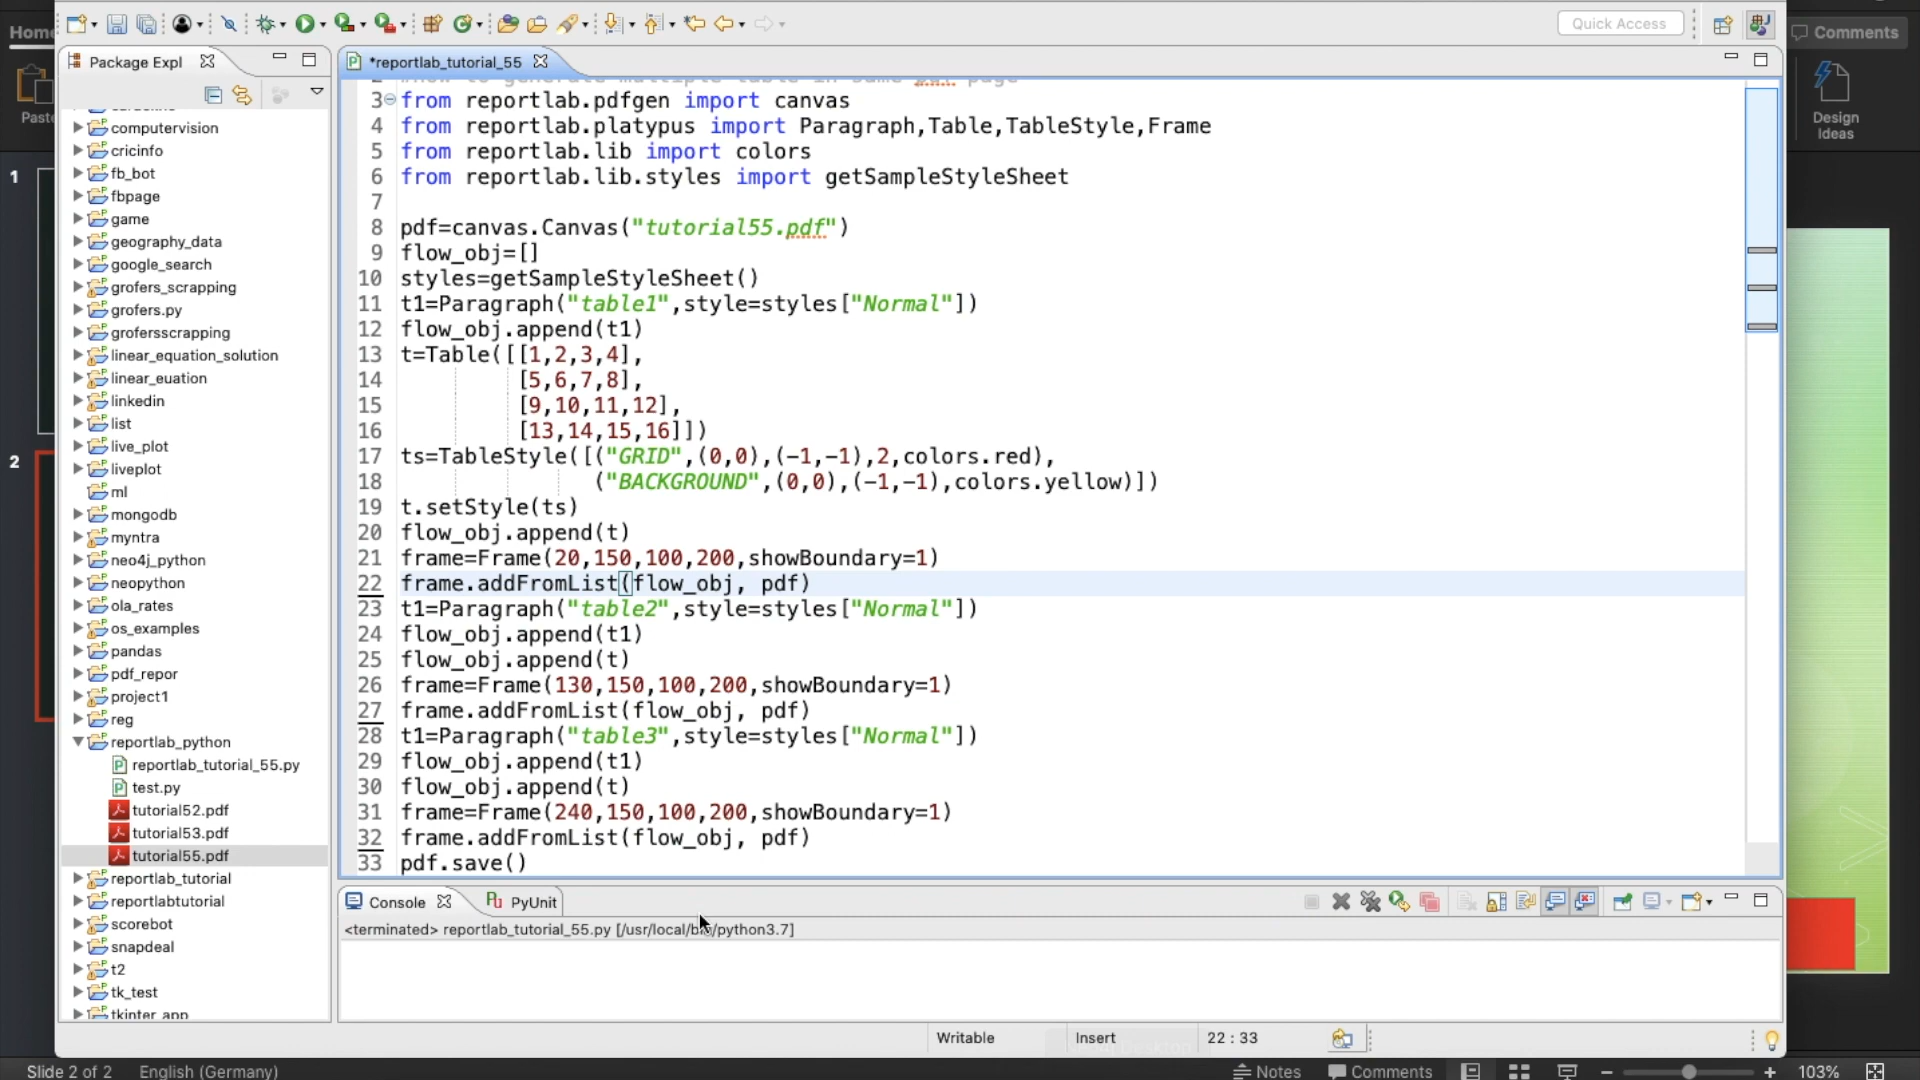 Home
Paste
1
2
Quick Access
Comments
Design
Ideas
Package Expl
computervision
cricinfo
fb_bot
fbpage
game
geography_data
google_search
grofers_scrapping
grofers.py
grofersscrapping
linear_equation_solution
linear_euation
linkedin
list
live_plot
liveplot
ml
mongodb
myntra
neo4j_python
neopython
ola_rates
os_examples
pandas
pdf_repor
project1
reg
reportlab_python
reportlab_tutorial_55.py
test.py
tutorial52.pdf
tutorial53.pdf
tutorial55.pdf
reportlab_tutorial
reportlabtutorial
scorebot
snapdeal
t2
tk_test
tkinter_app
*reportlab_tutorial_55
3 from reportlab.pdfgen import canvas
4 from reportlab.platypus import Paragraph,Table,TableStyle,Frame
5 from reportlab.lib import colors
6 from reportlab.lib.styles import getSampleStyleSheet
7
8 pdf=canvas.Canvas("tutorial55.pdf")
9 flow_obj=[]
10 styles=getSampleStyleSheet()
11 t1=Paragraph("table1",style=styles["Normal"])
12 flow_obj.append(t1)
13 t=Table([[1,2,3,4],
14 [5,6,7,8],
15 [9,10,11,12],
16 [13,14,15,16]])
17 ts=TableStyle([("GRID",(0,0),(-1,-1),2,colors.red),
18 ("BACKGROUND",(0,0),(-1,-1),colors.yellow)])
19 t.setStyle(ts)
20 flow_obj.append(t)
21 frame=Frame(20,150,100,200,showBoundary=1)
22 frame.addFromList(flow_obj, pdf)
23 t1=Paragraph("table2",style=styles["Normal"])
24 flow_obj.append(t1)
25 flow_obj.append(t)
26 frame=Frame(130,150,100,200,showBoundary=1)
27 frame.addFromList(flow_obj, pdf)
28 t1=Paragraph("table3",style=styles["Normal"])
29 flow_obj.append(t1)
30 flow_obj.append(t)
31 frame=Frame(240,150,100,200,showBoundary=1)
32 frame.addFromList(flow_obj, pdf)
33 pdf.save()
Console
PyUnit
<terminated> reportlab_tutorial_55.py [/usr/local/bin/python3.7]
Writable
Insert
22 : 33
Slide 2 of 2
English (Germany)
Notes
Comments
103%